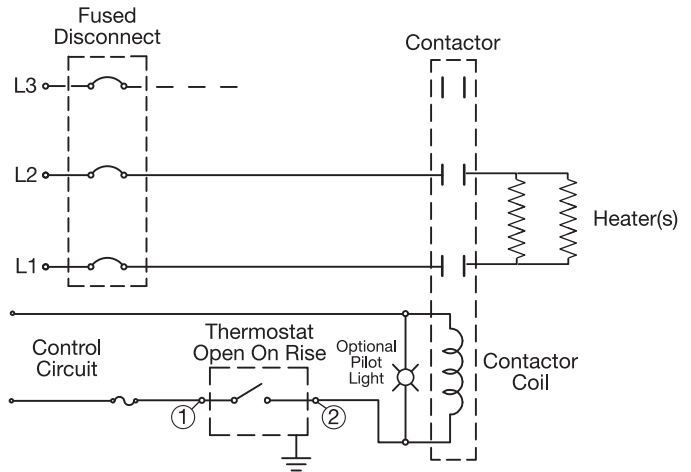 Fused
Disconnect
Contactor
L3
L2
Heater(s)
L1
Thermostat
Open On Rise
Control
Circuit
Optional
Pilot
Light
Contactor
Coil
1
2